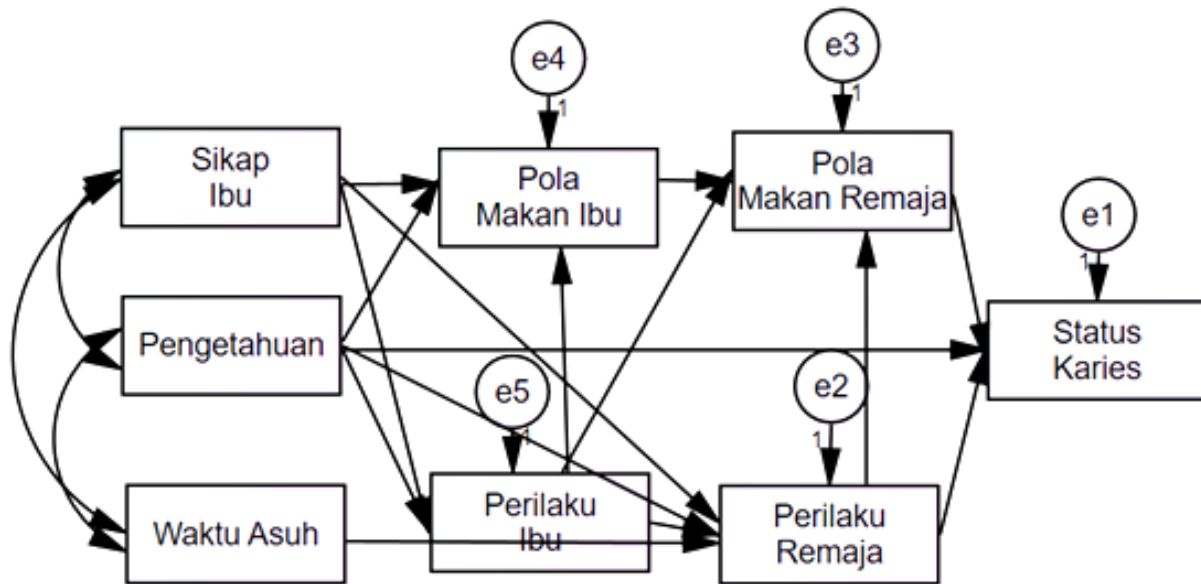 e4
1
e3
1
Sikap
Ibu
Pola
Makan Ibu
Pola
Makan Remaja
e1
1
Pengetahuan
Status
Karies
e5
1
e2
1
Waktu Asuh
Perilaku
Ibu
Perilaku
Remaja